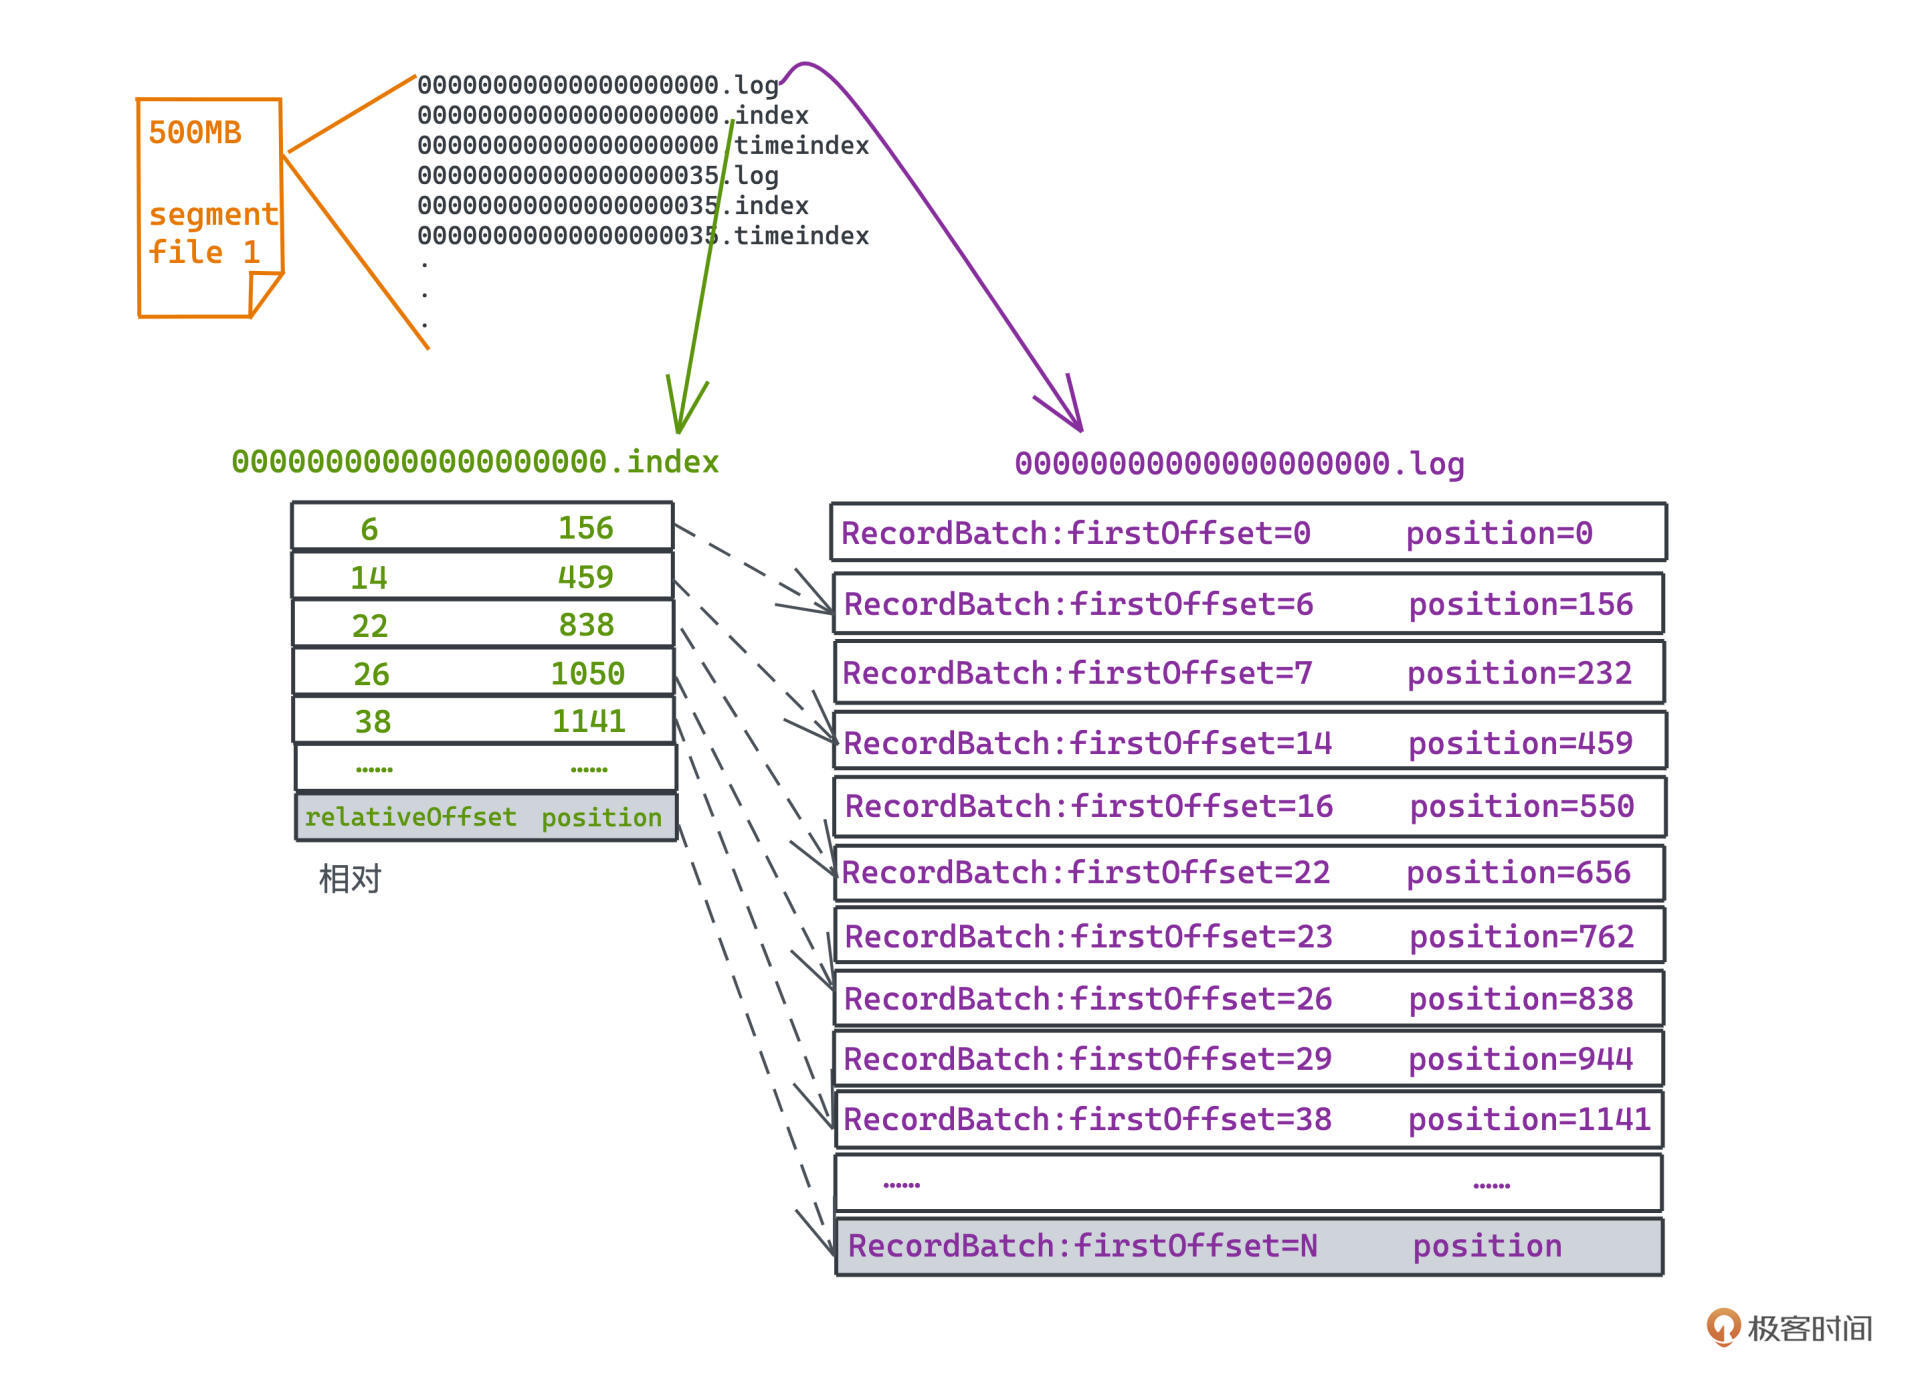 500MB
segment
file 1
00000000000000000000.log
00000000000000000000.index
00000000000000000000.timeindex
00000000000000000035.log
00000000000000000035.index
00000000000000000035.timeindex
.
.
.
00000000000000000000.index
6 156
14 459
22 838
26 1050
38 1141
…… ……
relativeOffset position
相对
00000000000000000000.log
RecordBatch:firstOffset=0 position=0
RecordBatch:firstOffset=6 position=156
RecordBatch:firstOffset=7 position=232
RecordBatch:firstOffset=14 position=459
RecordBatch:firstOffset=16 position=550
RecordBatch:firstOffset=22 position=656
RecordBatch:firstOffset=23 position=762
RecordBatch:firstOffset=26 position=838
RecordBatch:firstOffset=29 position=944
RecordBatch:firstOffset=38 position=1141
…… ……
RecordBatch:firstOffset=N position
极客时间